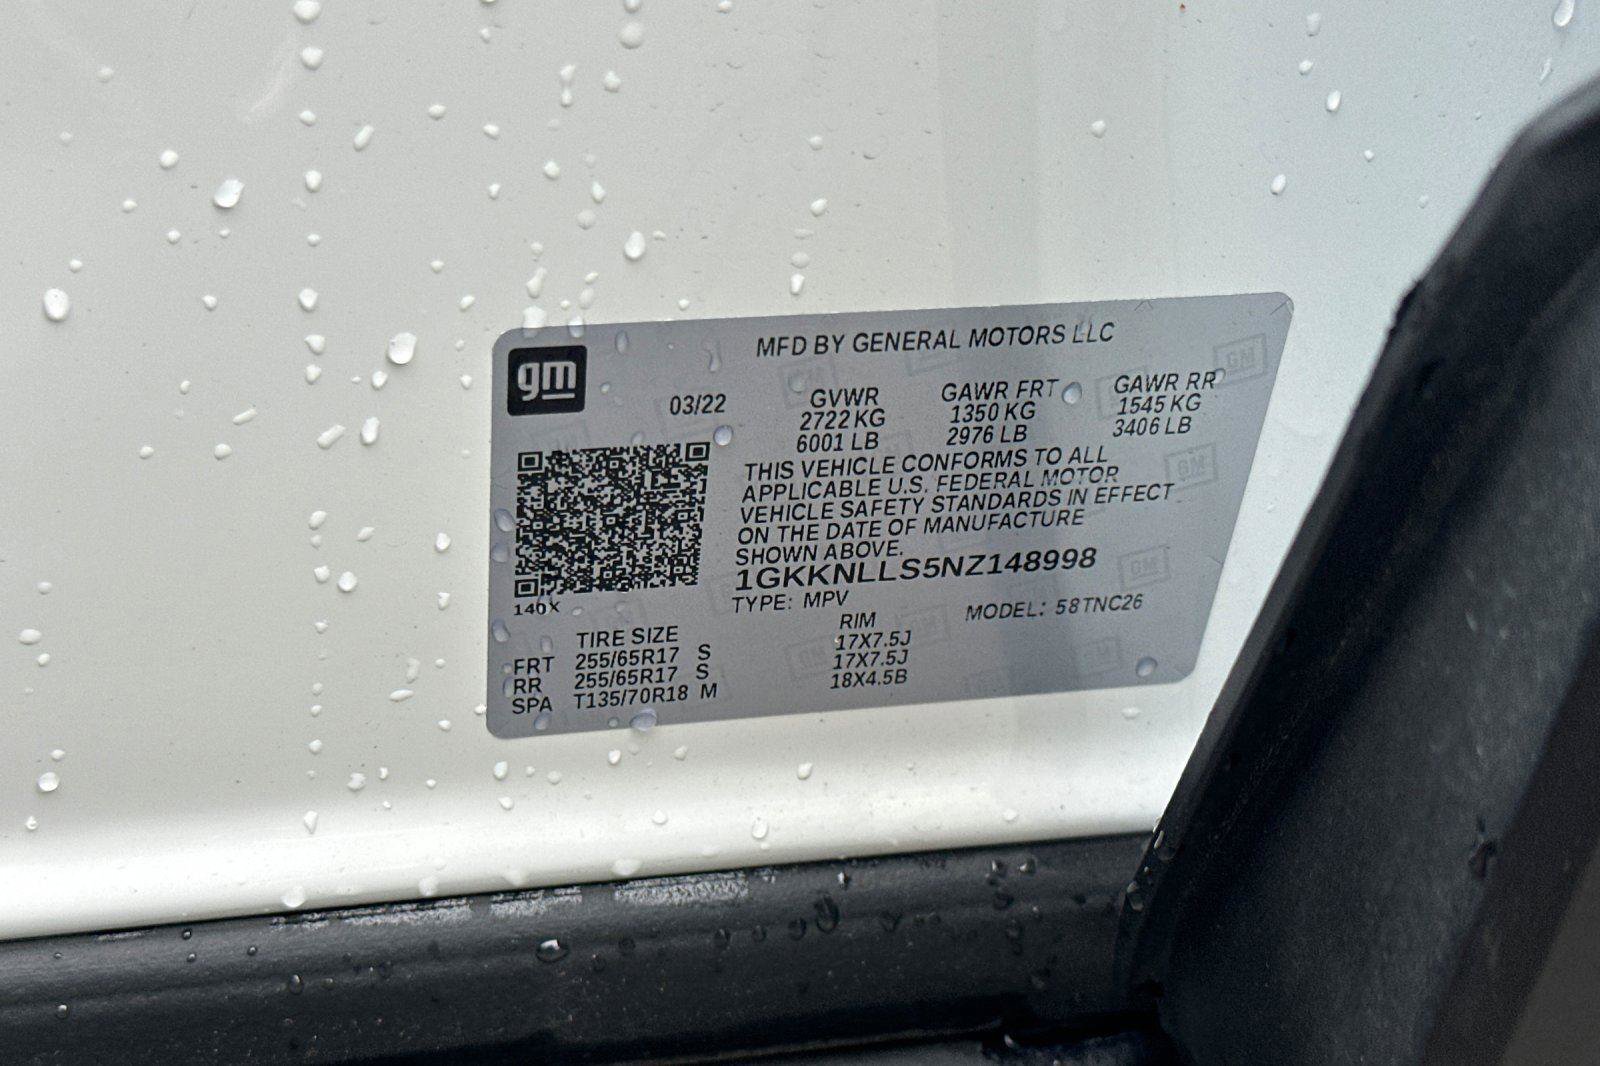 MFD BY GENERAL MOTORS LLC
gm
03/22 GVWR GAWR FRT GAWR RR
2722 KG 1350 KG 1545 KG
6001 LB 2976 LB 3406 LB
THIS VEHICLE CONFORMS TO ALL
APPLICABLE U.S. FEDERAL MOTOR
VEHICLE SAFETY STANDARDS IN EFFECT
ON THE DATE OF MANUFACTURE
SHOWN ABOVE.
1GKKNLLS5NZ148998
140X
TYPE: MPV MODEL: 58TNC26
TIRE SIZE RIM
FRT 255/65R17 S 17X7.5J
RR 255/65R17 S 17X7.5J
SPA T135/70R18 M 18X4.5B